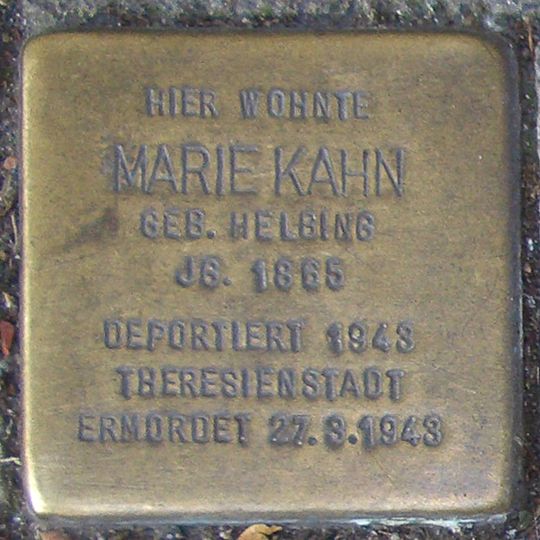 HIER WOHNTE
MARIE KAHN
GEB. HELBING
JG. 1865
DEPORTIERT 1943
THERESIENSTADT
ERMORDET 27.3.1943